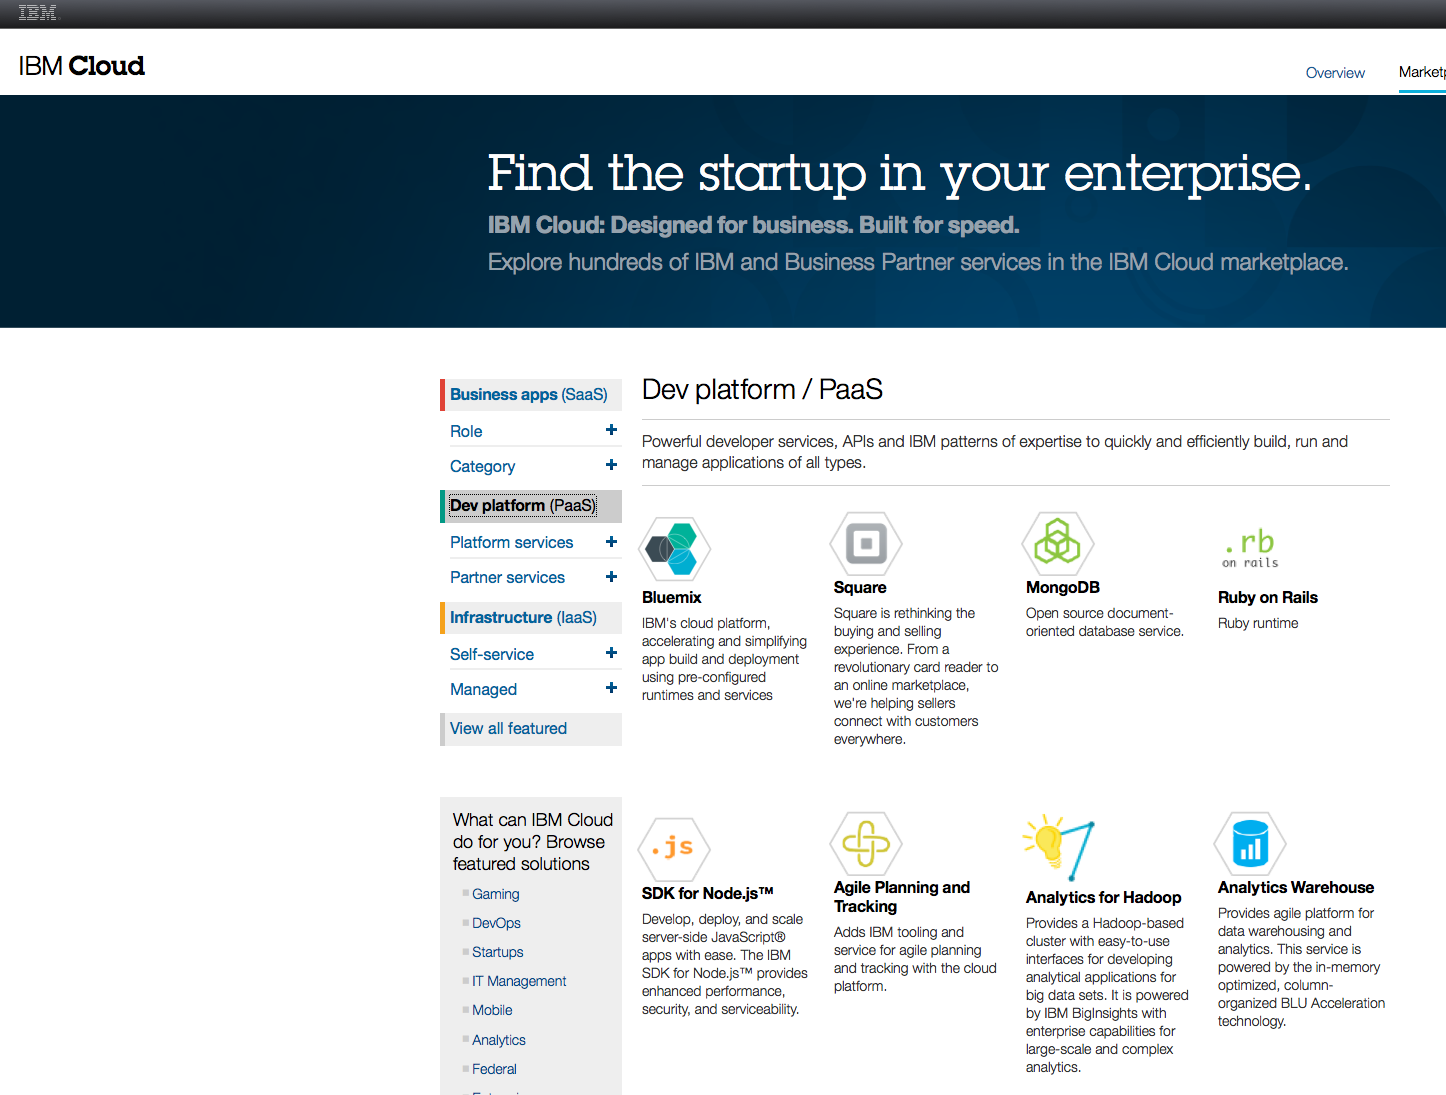 IBM
IBM Cloud
Overview
Find the startup in your enterprise.
IBM Cloud: Designed for business. Built for speed.
Explore hundreds of IBM and Business Partner services in the IBM Cloud marketplace.
Business apps (SaaS)
Role
Category
Dev platform (PaaS)
Platform services
Partner services
Infrastructure (IaaS)
Self-service
Managed
View all featured
What can IBM Cloud
do for you? Browse
featured solutions
Gaming
DevOps
Startups
IT Management
Mobile
Analytics
Federal
Dev platform / PaaS
Powerful developer services, APIs and IBM patterns of expertise to quickly and efficiently build, run and
manage applications of all types.
Bluemix
IBM's cloud platform,
accelerating and simplifying
app build and deployment
using pre-configured
runtimes and services
Square
Square is rethinking the
buying and selling
experience. From a
revolutionary card reader to
an online marketplace,
we're helping sellers
connect with customers
everywhere.
MongoDB
Open source document-
oriented database service.
.rb
on rails
Ruby on Rails
Ruby runtime
.js
SDK for Node.js™
Develop, deploy, and scale
server-side JavaScript®
apps with ease. The IBM
SDK for Node.js™ provides
enhanced performance,
security, and serviceability.
Agile Planning and
Tracking
Adds IBM tooling and
service for agile planning
and tracking with the cloud
platform.
Analytics for Hadoop
Provides a Hadoop-based
cluster with easy-to-use
interfaces for developing
analytical applications for
big data sets. It is powered
by IBM BigInsights with
enterprise capabilities for
large-scale and complex
analytics.
Analytics Warehouse
Provides agile platform for
data warehousing and
analytics. This service is
powered by the in-memory
optimized, column-
organized BLU Acceleration
technology.